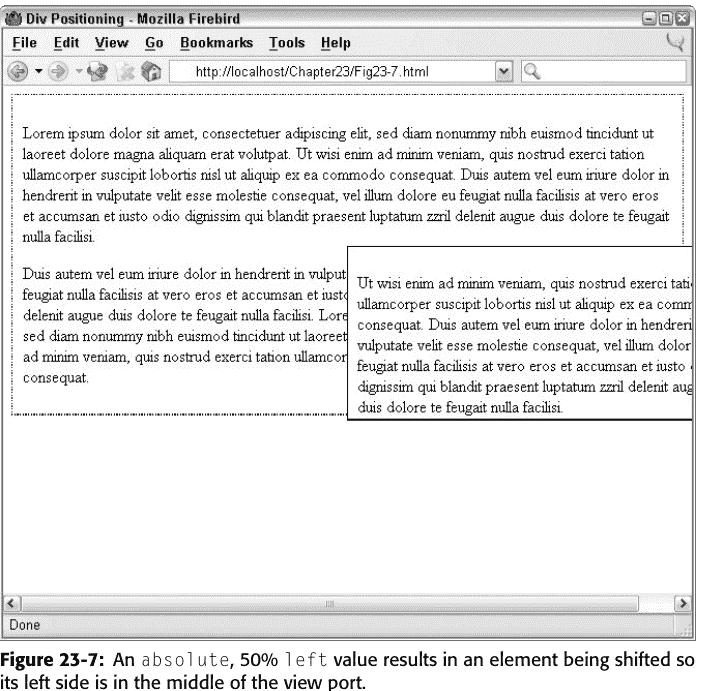 Div Positioning - Mozilla Firebird
File Edit View Go Bookmarks Tools Help
http://localhost/Chapter23/Fig23-7.html
Lorem ipsum dolor sit amet, consectetuer adipiscing elit, sed diam nonummy nibh euismod tincidunt ut
laoreet dolore magna aliquam erat volutpat. Ut wisi enim ad minim veniam, quis nostrud exerci tation
ullamcorper suscipit lobortis nisl ut aliquip ex ea commodo consequat. Duis autem vel eum iriure dolor in
hendrerit in vulputate velit esse molestie consequat, vel illum dolore eu feugiat nulla facilisis at vero eros
et accumsan et iusto odio dignissim qui blandit praesent luptatum zzril delenit augue duis dolore te feugait
nulla facilisi.
Duis autem vel eum iriure dolor in hendrerit in vulput
feugiat nulla facilisis at vero eros et accumsan et iusto
delenit augue duis dolore te feugait nulla facilisi. Lore
sed diam nonummy nibh euismod tincidunt ut laoreet
ad minim veniam, quis nostrud exerci tation ullamcor
consequat.
Ut wisi enim ad minim veniam, quis nostrud exerci tati
ullamcorper suscipit lobortis nisl ut aliquip ex ea comm
consequat. Duis autem vel eum iriure dolor in hendreri
vulputate velit esse molestie consequat, vel illum dolor
feugiat nulla facilisis at vero eros et accumsan et iusto
dignissim qui blandit praesent luptatum zzril delenit aug
duis dolore te feugait nulla facilisi.
Done
Figure 23-7: An absolute, 50% left value results in an element being shifted so
its left side is in the middle of the view port.